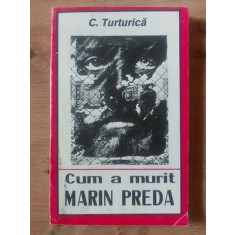 C. Turturică
Cum a murit
MARIN PREDA